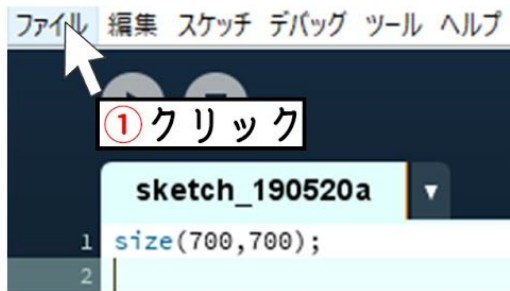 ファイル 編集 スケッチ デバッグ ツール ヘルプ
①クリック
sketch_190520a ▼
1 size(700,700);
2